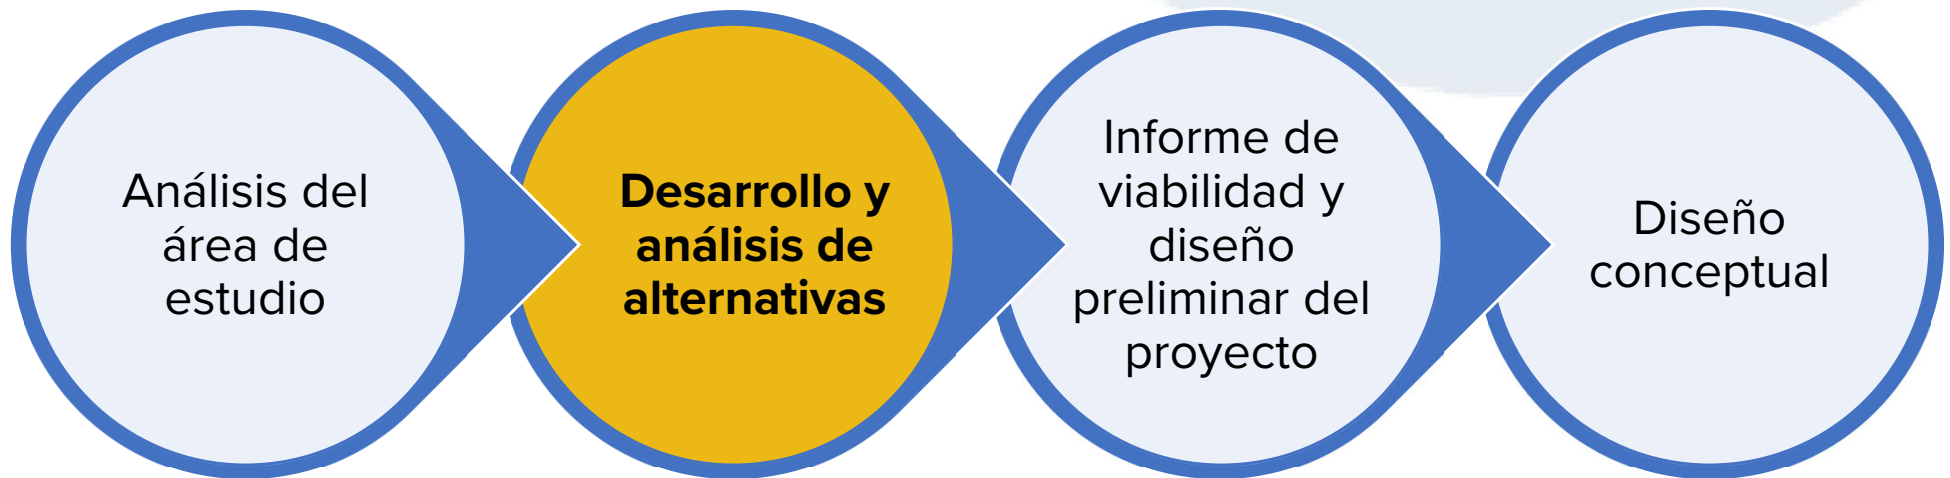 Análisis del
área de
estudio
Desarrollo y
análisis de
alternativas
Informe de
viabilidad y
diseño
preliminar del
proyecto
Diseño
conceptual